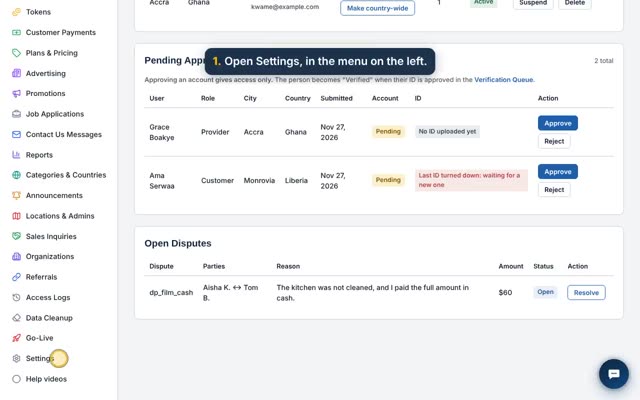 Tokens
Customer Payments
Plans & Pricing
Advertising
Promotions
Job Applications
Contact Us Messages
Reports
Categories & Countries
Announcements
Locations & Admins
Sales Inquiries
Organizations
Referrals
Access Logs
Data Cleanup
Go-Live
Settings
Help videos
Accra Ghana kwame@example.com Make country-wide 1 Active Suspend Delete
1. Open Settings, in the menu on the left.
Pending App
2 total
Approving an account gives access only. The person becomes "Verified" when their ID is approved in the Verification Queue.
User Role City Country Submitted Account ID Action
Grace Boakye Provider Accra Ghana Nov 27, 2026 Pending No ID uploaded yet Approve Reject
Ama Serwaa Customer Monrovia Liberia Nov 27, 2026 Pending Last ID turned down: waiting for a new one Approve Reject
Open Disputes
Dispute Parties Reason Amount Status Action
dp_film_cash Aisha K. ↔ Tom B. The kitchen was not cleaned, and I paid the full amount in cash. $60 Open Resolve